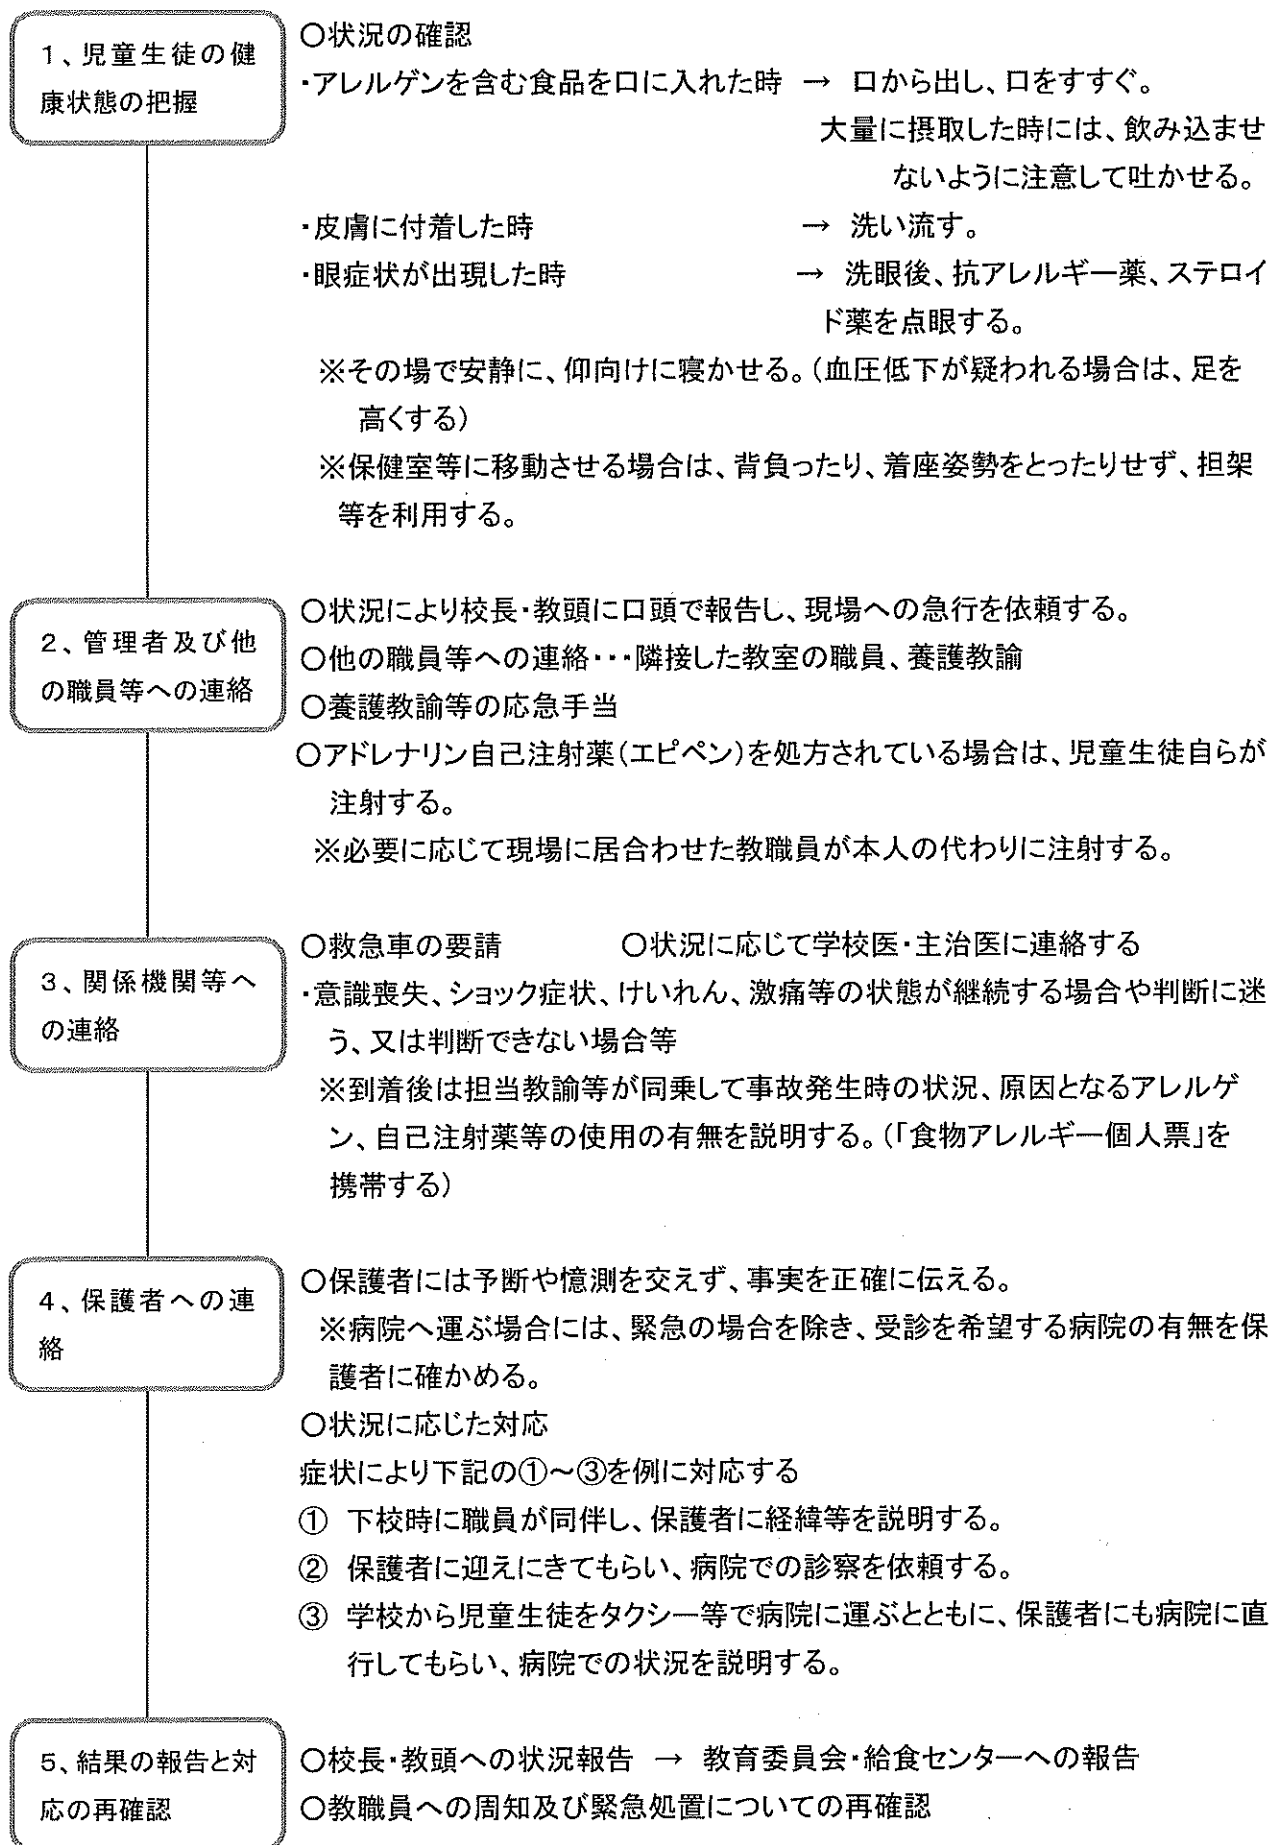 1、児童生徒の健
康状態の把握
〇状況の確認
・アレルゲンを含む食品を口に入れた時 → 口から出し、口をすすぐ。
大量に摂取した時には、飲み込ませ
ないように注意して吐かせる。
・皮膚に付着した時 → 洗い流す。
・眼症状が出現した時 → 洗眼後、抗アレルギー薬、ステロイ
ド薬を点眼する。
※その場で安静に、仰向けに寝かせる。(血圧低下が疑われる場合は、足を
高くする)
※保健室等に移動させる場合は、背負ったり、着座姿勢をとったりせず、担架
等を利用する。
2、管理者及び他
の職員等への連絡
〇状況により校長・教頭に口頭で報告し、現場への急行を依頼する。
〇他の職員等への連絡・・・隣接した教室の職員、養護教諭
〇養護教諭等の応急手当
〇アドレナリン自己注射薬(エピペン)を処方されている場合は、児童生徒自らが
注射する。
※必要に応じて現場に居合わせた教職員が本人の代わりに注射する。
3、関係機関等へ
の連絡
〇救急車の要請 〇状況に応じて学校医・主治医に連絡する
・意識喪失、ショック症状、けいれん、激痛等の状態が継続する場合や判断に迷
う、又は判断できない場合等
※到着後は担当教諭等が同乗して事故発生時の状況、原因となるアレルゲ
ン、自己注射薬等の使用の有無を説明する。(「食物アレルギー個人票」を
携帯する)
4、保護者への連
絡
〇保護者には予断や憶測を交えず、事実を正確に伝える。
※病院へ運ぶ場合には、緊急の場合を除き、受診を希望する病院の有無を保
護者に確かめる。
〇状況に応じた対応
症状により下記の①～③を例に対応する
① 下校時に職員が同伴し、保護者に経緯等を説明する。
② 保護者に迎えにきてもらい、病院での診察を依頼する。
③ 学校から児童生徒をタクシー等で病院に運ぶとともに、保護者にも病院に直
行してもらい、病院での状況を説明する。
5、結果の報告と対
応の再確認
〇校長・教頭への状況報告 → 教育委員会・給食センターへの報告
〇教職員への周知及び緊急処置についての再確認